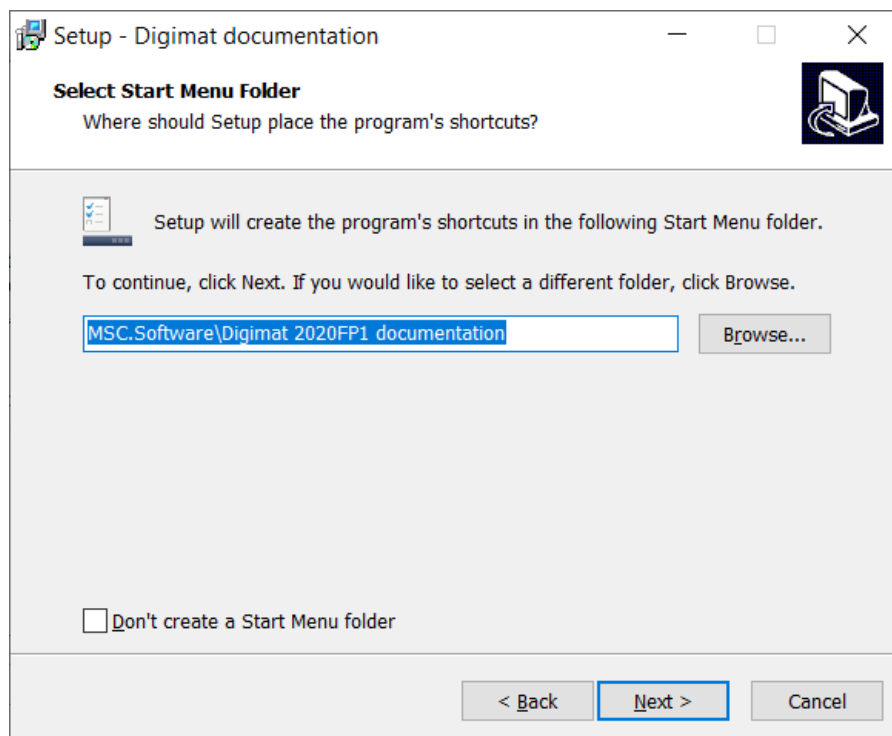 Setup - Digimat documentation
Select Start Menu Folder
Where should Setup place the program's shortcuts?
Setup will create the program's shortcuts in the following Start Menu folder.
To continue, click Next. If you would like to select a different folder, click Browse.
MSC.Software\Digimat 2020FP1 documentation
Browse...
Don't create a Start Menu folder
< Back
Next >
Cancel